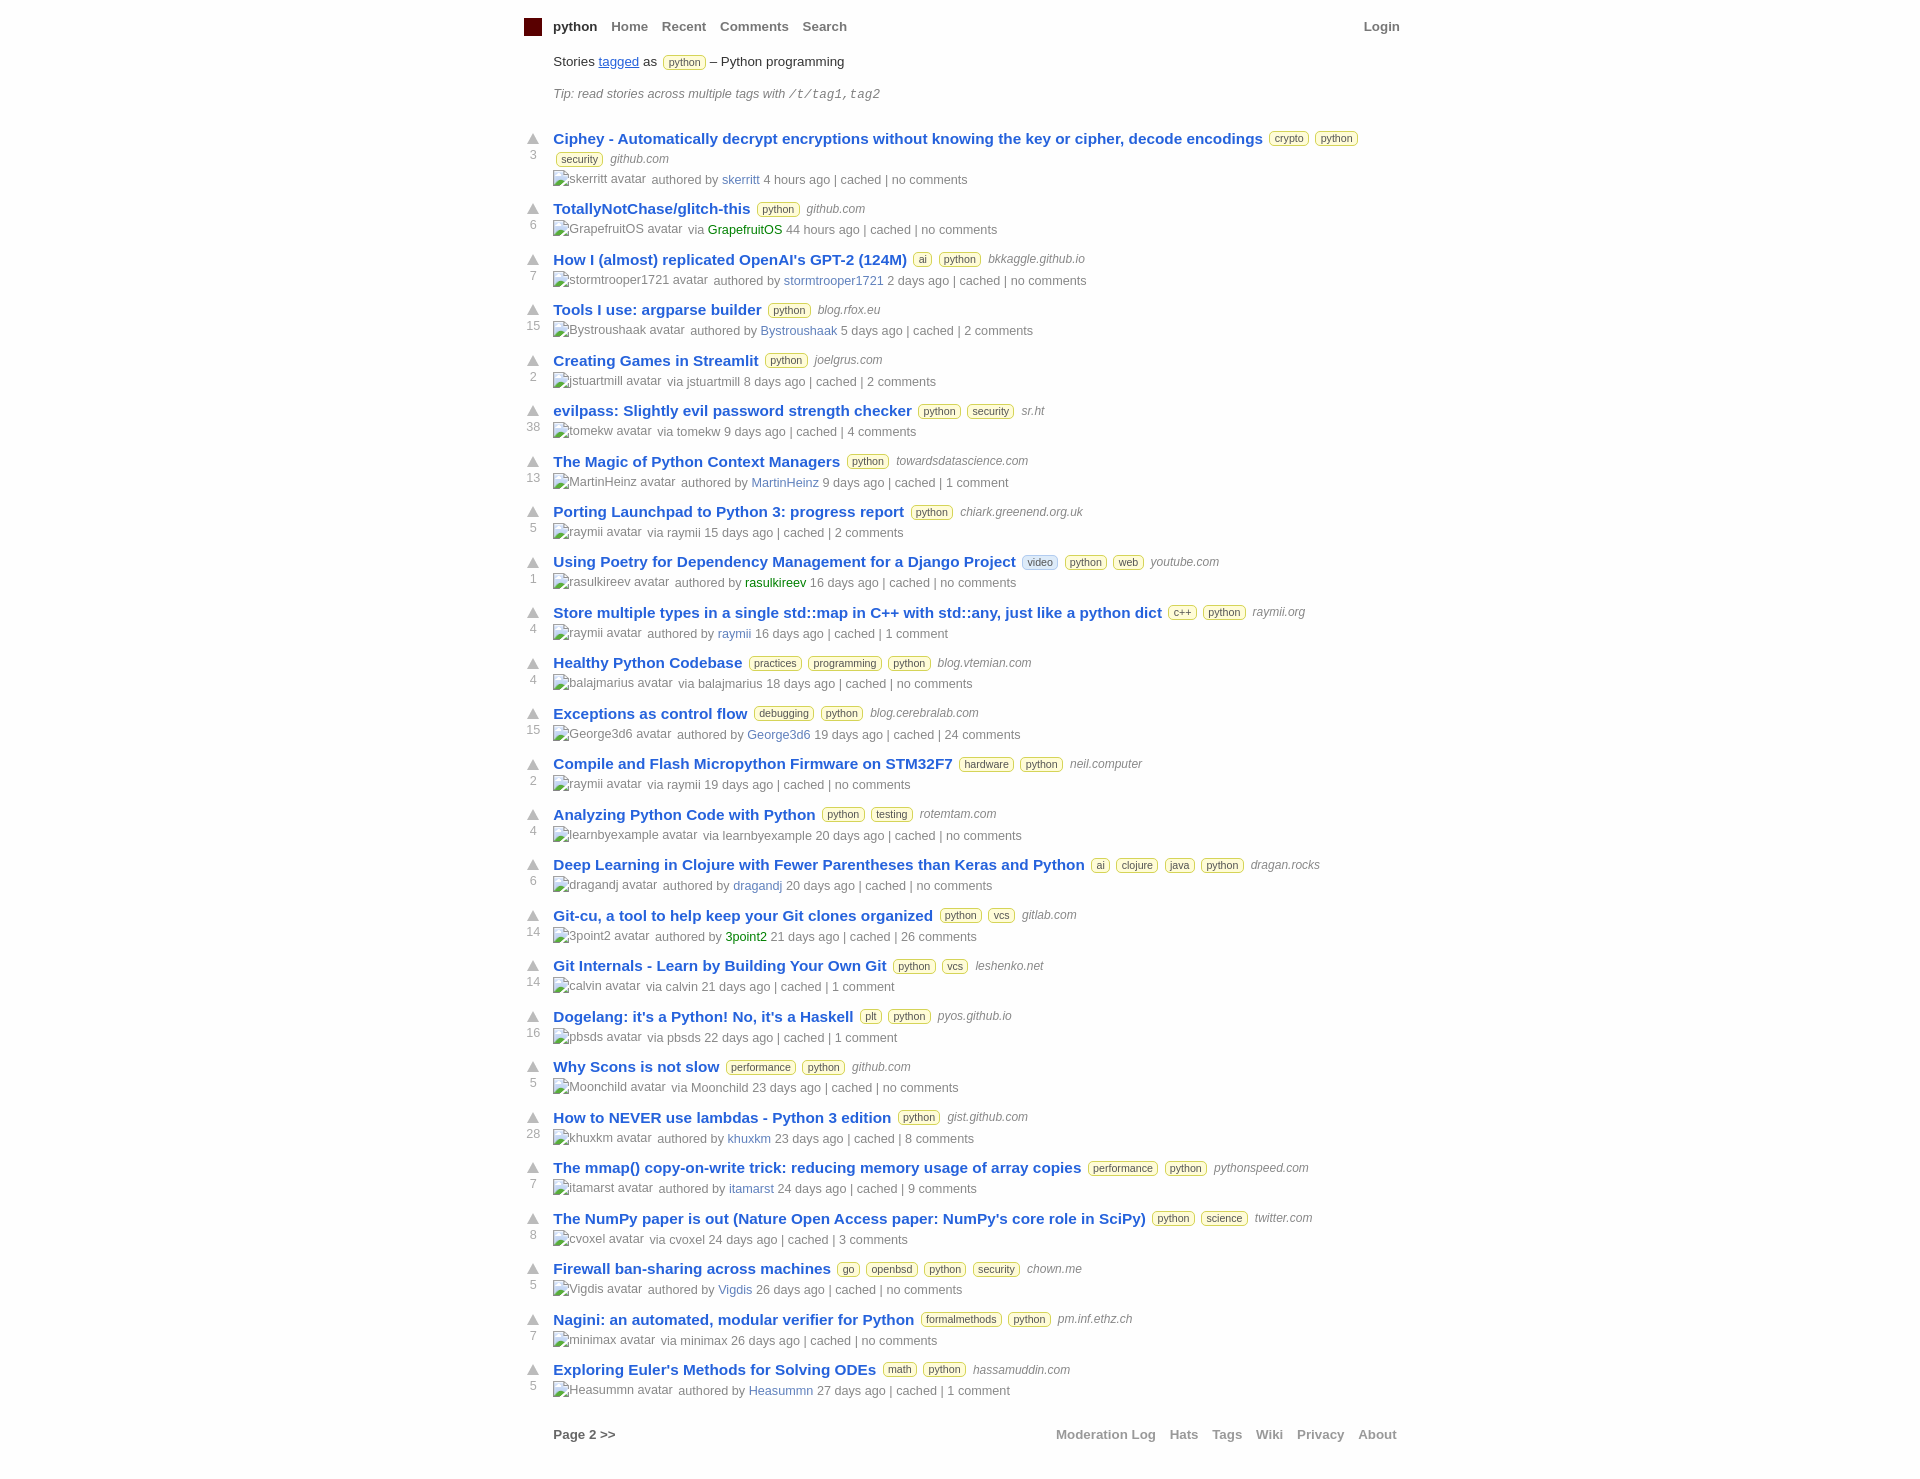 python Home Recent Comments Search Login
Stories tagged as python – Python programming
Tip: read stories across multiple tags with /t/tag1,tag2
Ciphey - Automatically decrypt encryptions without knowing the key or cipher, decode encodings crypto python
3 security github.com
skerritt avatar authored by skerritt 4 hours ago | cached | no comments
TotallyNotChase/glitch-this python github.com
6 GrapefruitOS avatar via GrapefruitOS 44 hours ago | cached | no comments
How I (almost) replicated OpenAI's GPT-2 (124M) ai python bkkaggle.github.io
7 stormtrooper1721 avatar authored by stormtrooper1721 2 days ago | cached | no comments
Tools I use: argparse builder python blog.rfox.eu
15 Bystroushaak avatar authored by Bystroushaak 5 days ago | cached | 2 comments
Creating Games in Streamlit python joelgrus.com
2 jstuartmill avatar via jstuartmill 8 days ago | cached | 2 comments
evilpass: Slightly evil password strength checker python security sr.ht
38 tomekw avatar via tomekw 9 days ago | cached | 4 comments
The Magic of Python Context Managers python towardsdatascience.com
13 MartinHeinz avatar authored by MartinHeinz 9 days ago | cached | 1 comment
Porting Launchpad to Python 3: progress report python chiark.greenend.org.uk
5 raymii avatar via raymii 15 days ago | cached | 2 comments
Using Poetry for Dependency Management for a Django Project video python web youtube.com
1 rasulkireev avatar authored by rasulkireev 16 days ago | cached | no comments
Store multiple types in a single std::map in C++ with std::any, just like a python dict c++ python raymii.org
4 raymii avatar authored by raymii 16 days ago | cached | 1 comment
Healthy Python Codebase practices programming python blog.vtemian.com
4 balajmarius avatar via balajmarius 18 days ago | cached | no comments
Exceptions as control flow debugging python blog.cerebralab.com
15 George3d6 avatar authored by George3d6 19 days ago | cached | 24 comments
Compile and Flash Micropython Firmware on STM32F7 hardware python neil.computer
2 raymii avatar via raymii 19 days ago | cached | no comments
Analyzing Python Code with Python python testing rotemtam.com
4 learnbyexample avatar via learnbyexample 20 days ago | cached | no comments
Deep Learning in Clojure with Fewer Parentheses than Keras and Python ai clojure java python dragan.rocks
6 dragandj avatar authored by dragandj 20 days ago | cached | no comments
Git-cu, a tool to help keep your Git clones organized python vcs gitlab.com
14 3point2 avatar authored by 3point2 21 days ago | cached | 26 comments
Git Internals - Learn by Building Your Own Git python vcs leshenko.net
14 calvin avatar via calvin 21 days ago | cached | 1 comment
Dogelang: it's a Python! No, it's a Haskell plt python pyos.github.io
16 pbsds avatar via pbsds 22 days ago | cached | 1 comment
Why Scons is not slow performance python github.com
5 Moonchild avatar via Moonchild 23 days ago | cached | no comments
How to NEVER use lambdas - Python 3 edition python gist.github.com
28 khuxkm avatar authored by khuxkm 23 days ago | cached | 8 comments
The mmap() copy-on-write trick: reducing memory usage of array copies performance python pythonspeed.com
7 itamarst avatar authored by itamarst 24 days ago | cached | 9 comments
The NumPy paper is out (Nature Open Access paper: NumPy's core role in SciPy) python science twitter.com
8 cvoxel avatar via cvoxel 24 days ago | cached | 3 comments
Firewall ban-sharing across machines go openbsd python security chown.me
5 Vigdis avatar authored by Vigdis 26 days ago | cached | no comments
Nagini: an automated, modular verifier for Python formalmethods python pm.inf.ethz.ch
7 minimax avatar via minimax 26 days ago | cached | no comments
Exploring Euler's Methods for Solving ODEs math python hassamuddin.com
5 Heasummn avatar authored by Heasummn 27 days ago | cached | 1 comment
Page 2 >> Moderation Log Hats Tags Wiki Privacy About